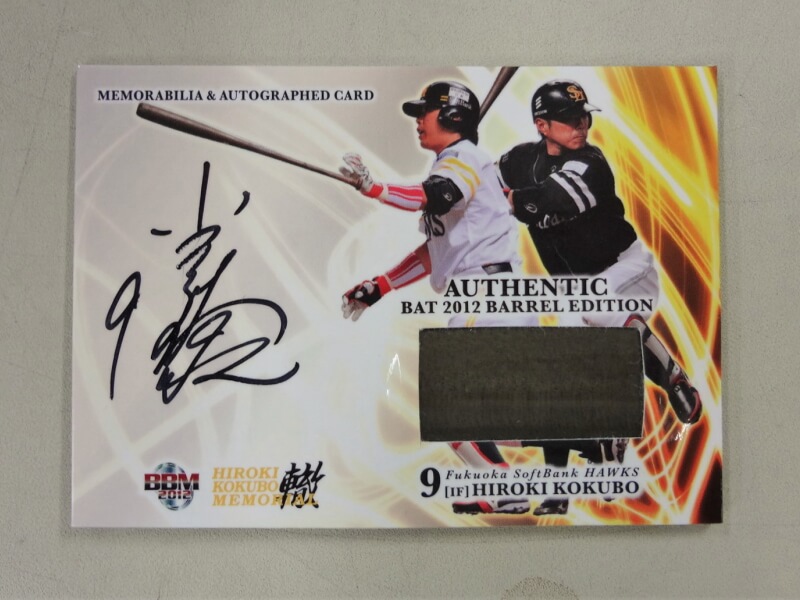 MEMORABILIA & AUTOGRAPHED CARD
AUTHENTIC
BAT 2012 BARREL EDITION
BBM
2012
HIROKI
KOKUBO
MEMORIAL
轍
9
Fukuoka SoftBank HAWKS
[IF] HIROKI KOKUBO